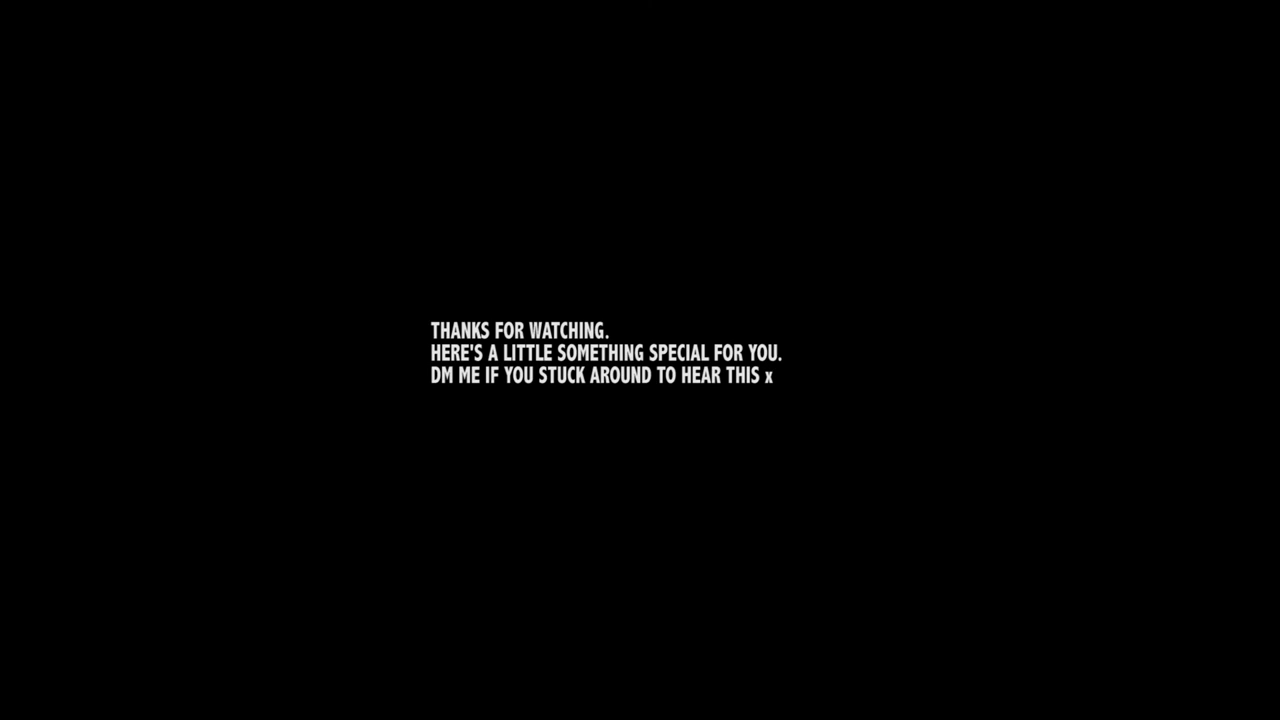 THANKS FOR WATCHING.
HERE'S A LITTLE SOMETHING SPECIAL FOR YOU.
DM ME IF YOU STUCK AROUND TO HEAR THIS x